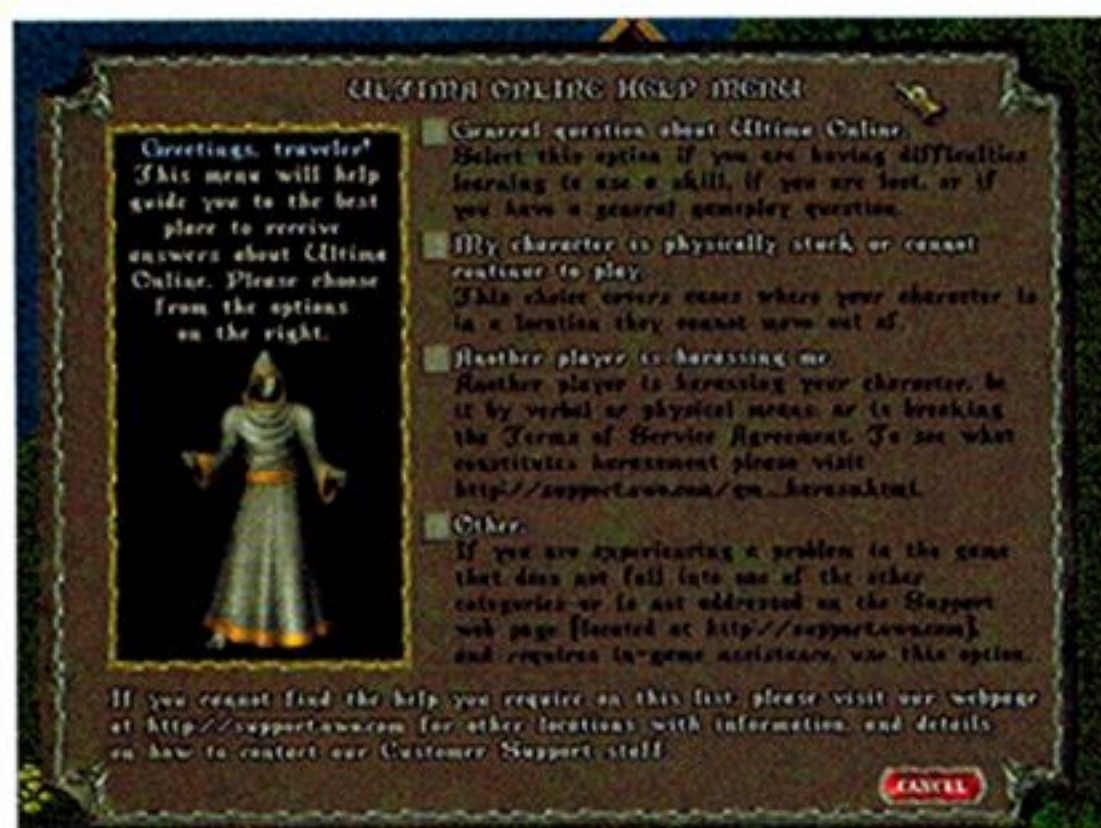 ULTIMA ONLINE HELP MENU
Greetings, traveler!
This menu will help
guide you to the best
place to receive
answers about Ultima
Online. Please choose
from the options
on the right.
General question about Ultima Online.
Select this option if you are having difficulties
learning to use a skill, if you are lost, or if
you have a general gameplay question.
My character is physically stuck or cannot
continue to play.
This choice covers cases where your character is
in a location they cannot move out of.
Another player is harassing me.
Another player is harassing your character, be
it by verbal or physical means, or is breaking
the Terms of Service Agreement. To see what
constitutes harassment please visit
http://support.owo.com/gm_harass.html.
Other.
If you are experiencing a problem in the game
that does not fall into one of the other
categories or is not addressed on the Support
web page (located at http://support.owo.com),
and requires in-game assistance, use this option.
If you cannot find the help you require on this list, please visit our webpage
at http://support.owo.com for other locations with information, and details
on how to contact our Customer Support staff
CANCEL